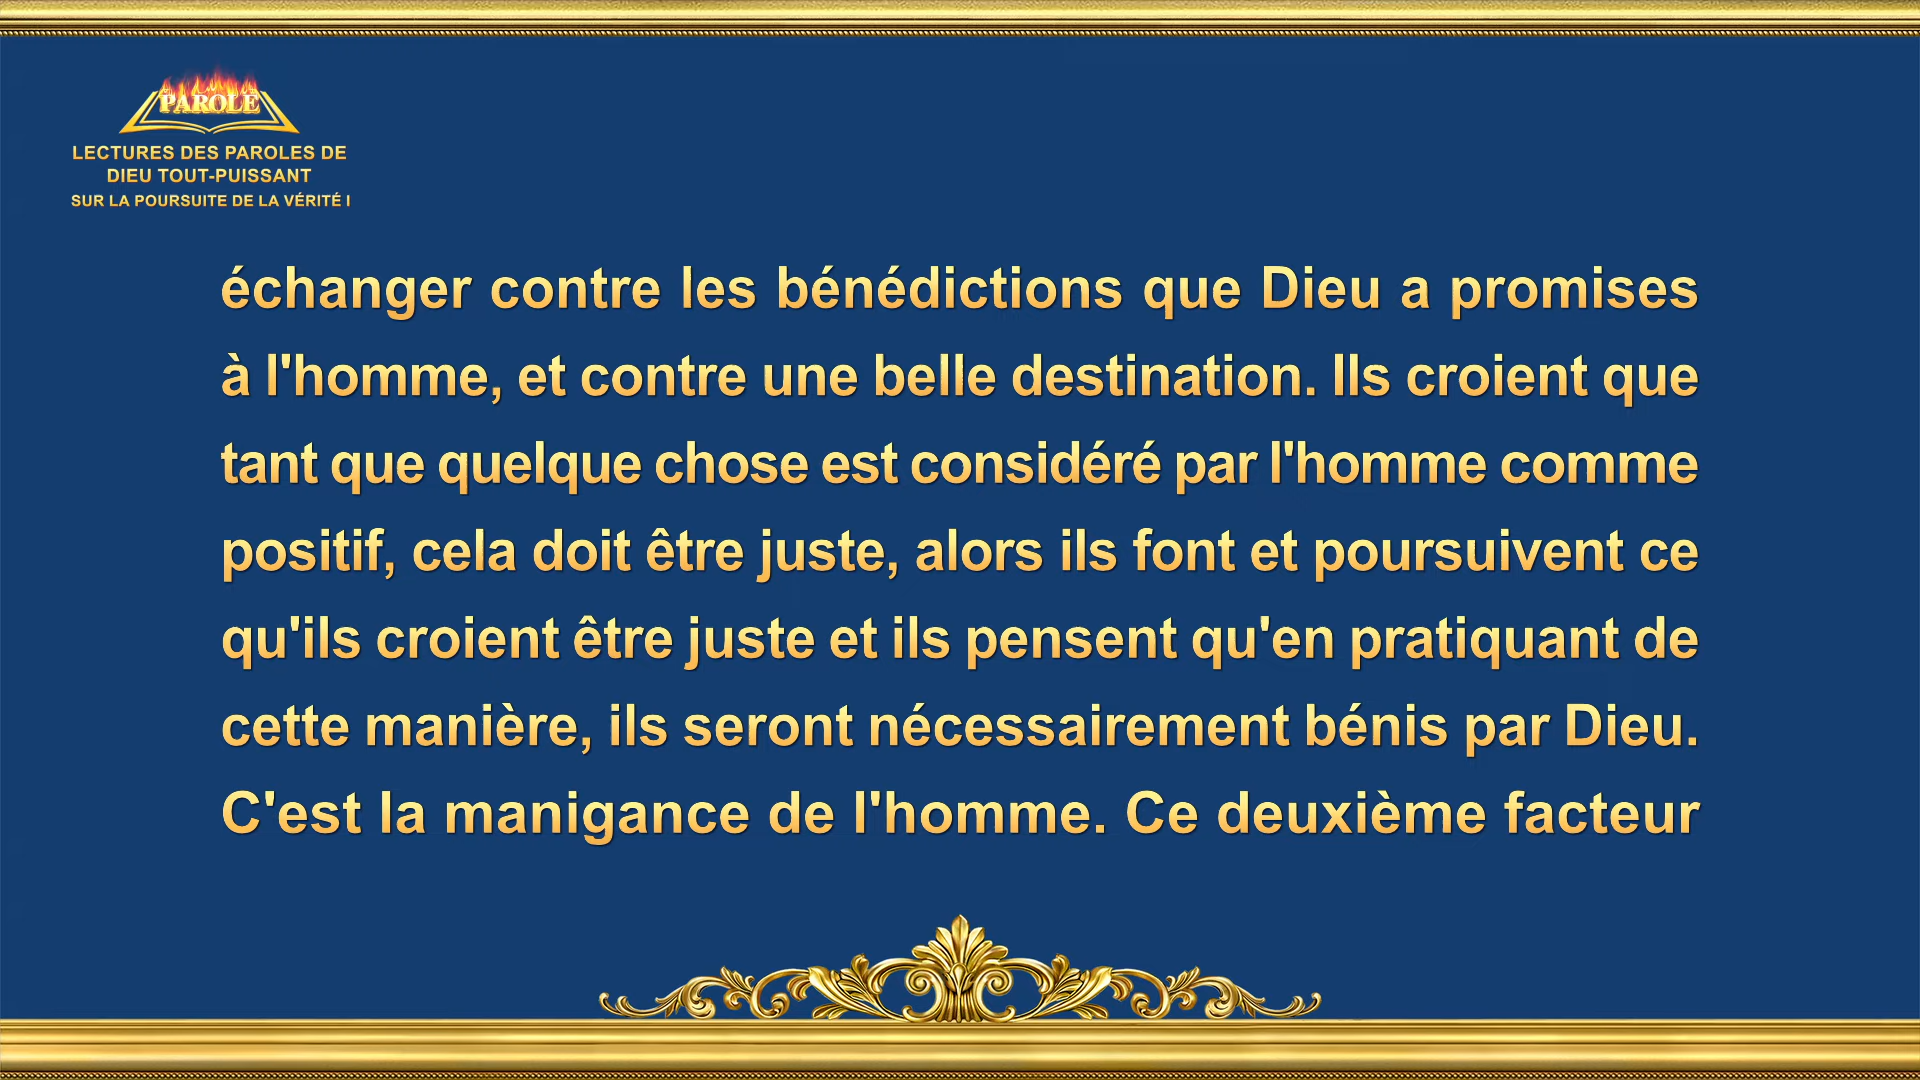 PAROLE
LECTURES DES PAROLES DE
DIEU TOUT-PUISSANT
SUR LA POURSUITE DE LA VÉRITÉ I
échanger contre les bénédictions que Dieu a promises
à l'homme, et contre une belle destination. Ils croient que
tant que quelque chose est considéré par l'homme comme
positif, cela doit être juste, alors ils font et poursuivent ce
qu'ils croient être juste et ils pensent qu'en pratiquant de
cette manière, ils seront nécessairement bénis par Dieu.
C'est la manigance de l'homme. Ce deuxième facteur